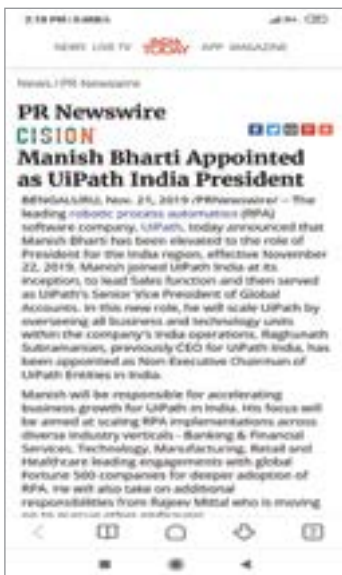 2:18 PM
NEWS LIVE TV INDIA TODAY APP MAGAZINE
News / PR Newswire
PR Newswire
CISION
Manish Bharti Appointed
as UiPath India President
BENGALURU, Nov. 21, 2019 /PRNewswire/ -- The
leading robotic process automation (RPA)
software company, UiPath, today announced that
Manish Bharti has been elevated to the role of
President for the India region, effective November
22, 2019. Manish joined UiPath India at its
inception, to lead Sales function and then served
as UiPath's Senior Vice President of Global
Accounts. In this new role, he will scale UiPath by
overseeing all business and technology units
within the company's India operations. Raghunath
Subramanian, previously CEO for UiPath India, has
been appointed as Non-Executive Chairman of
UiPath Entities in India.
Manish will be responsible for accelerating
business growth for UiPath in India. His focus will
be aimed at scaling RPA implementations across
diverse industry verticals - Banking & Financial
Services, Technology, Manufacturing, Retail and
Healthcare leading engagements with global
Fortune 500 companies for deeper adoption of
RPA. He will also take on additional
responsibilities from Rajeev Mittal who is moving